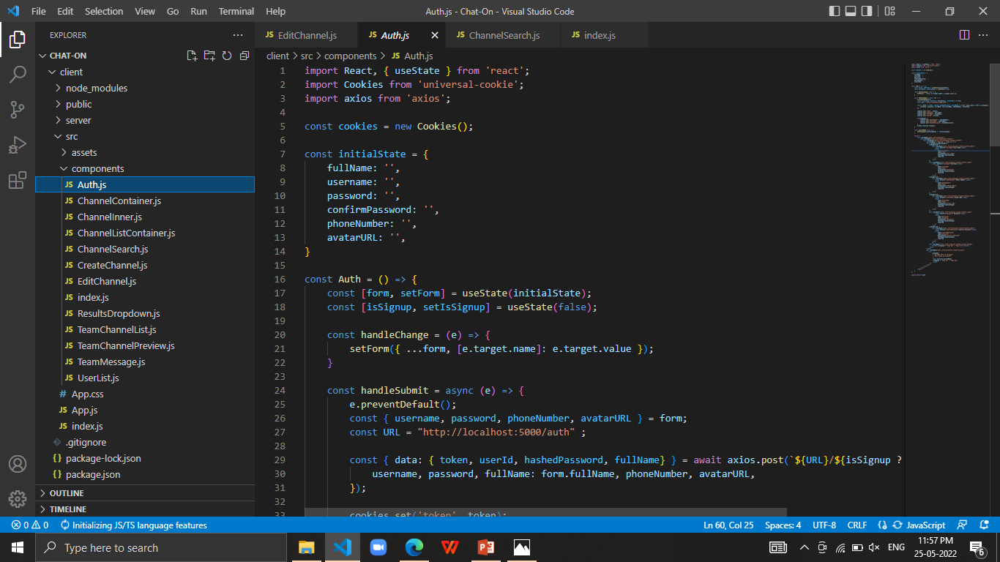 File Edit Selection View Go Run Terminal Help Auth.js - Chat-On - Visual Studio Code
EXPLORER
CHAT-ON
client
node_modules
public
server
src
assets
components
JS Auth.js
JS ChannelContainer.js
JS ChannelInner.js
JS ChannelListContainer.js
JS ChannelSearch.js
JS CreateChannel.js
JS EditChannel.js
JS index.js
JS ResultsDropdown.js
JS TeamChannelList.js
JS TeamChannelPreview.js
JS TeamMessage.js
JS UserList.js
# App.css
JS App.js
JS index.js
.gitignore
{} package-lock.json
{} package.json
OUTLINE
TIMELINE
JS EditChannel.js JS Auth.js JS ChannelSearch.js JS index.js
client > src > components > JS Auth.js
1 import React, { useState } from 'react';
2 import Cookies from 'universal-cookie';
3 import axios from 'axios';
4
5 const cookies = new Cookies();
6
7 const initialState = {
8 fullName: '',
9 username: '',
10 password: '',
11 confirmPassword: '',
12 phoneNumber: '',
13 avatarURL: '',
14 }
15
16 const Auth = () => {
17 const [form, setForm] = useState(initialState);
18 const [isSignup, setIsSignup] = useState(false);
19
20 const handleChange = (e) => {
21 setForm({ ...form, [e.target.name]: e.target.value });
22 }
23
24 const handleSubmit = async (e) => {
25 e.preventDefault();
26 const { username, password, phoneNumber, avatarURL } = form;
27 const URL = "http://localhost:5000/auth" ;
28
29 const { data: { token, userId, hashedPassword, fullName} } = await axios.post(`${URL}/${isSignup ?
30 username, password, fullName: form.fullName, phoneNumber, avatarURL,
31 });
32
33 cookies.set('token', token);
0 0 Initializing JS/TS language features Ln 60, Col 25 Spaces: 4 UTF-8 CRLF {} JavaScript
Type here to search ENG 11:57 PM
25-05-2022 6